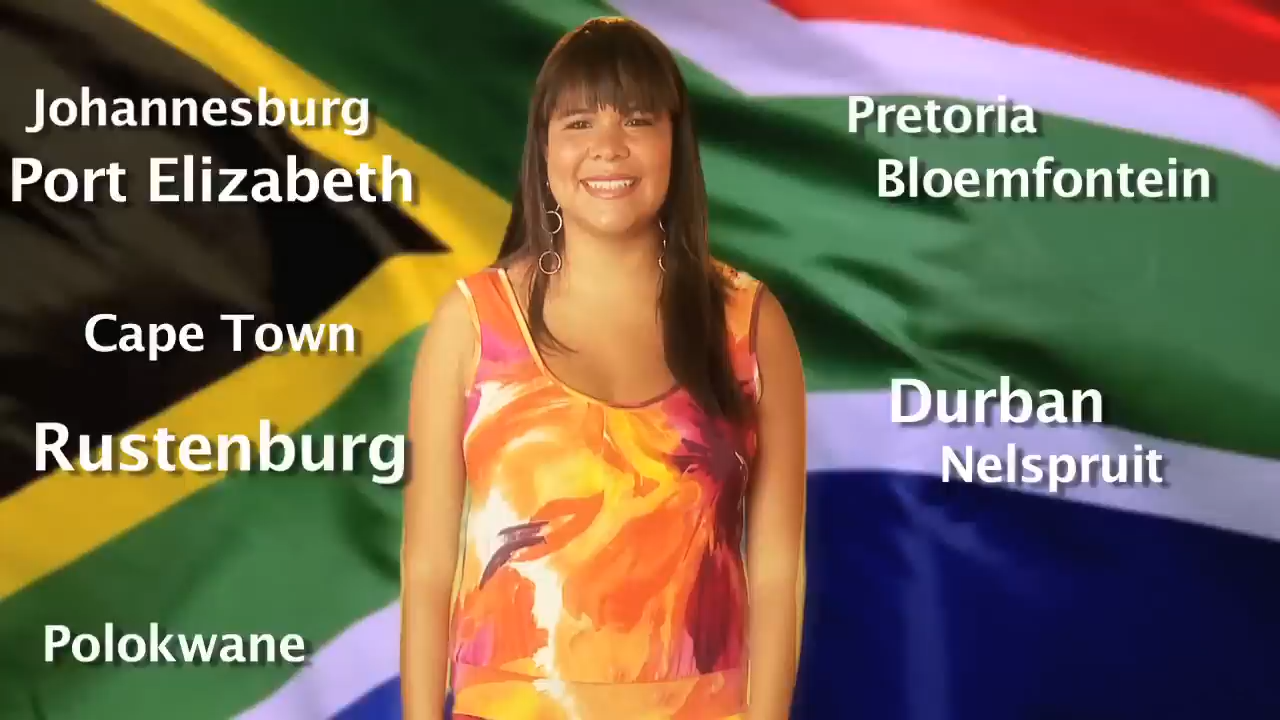 Johannesburg
Port Elizabeth
Cape Town
Rustenburg
Polokwane
Pretoria
Bloemfontein
Durban
Nelspruit